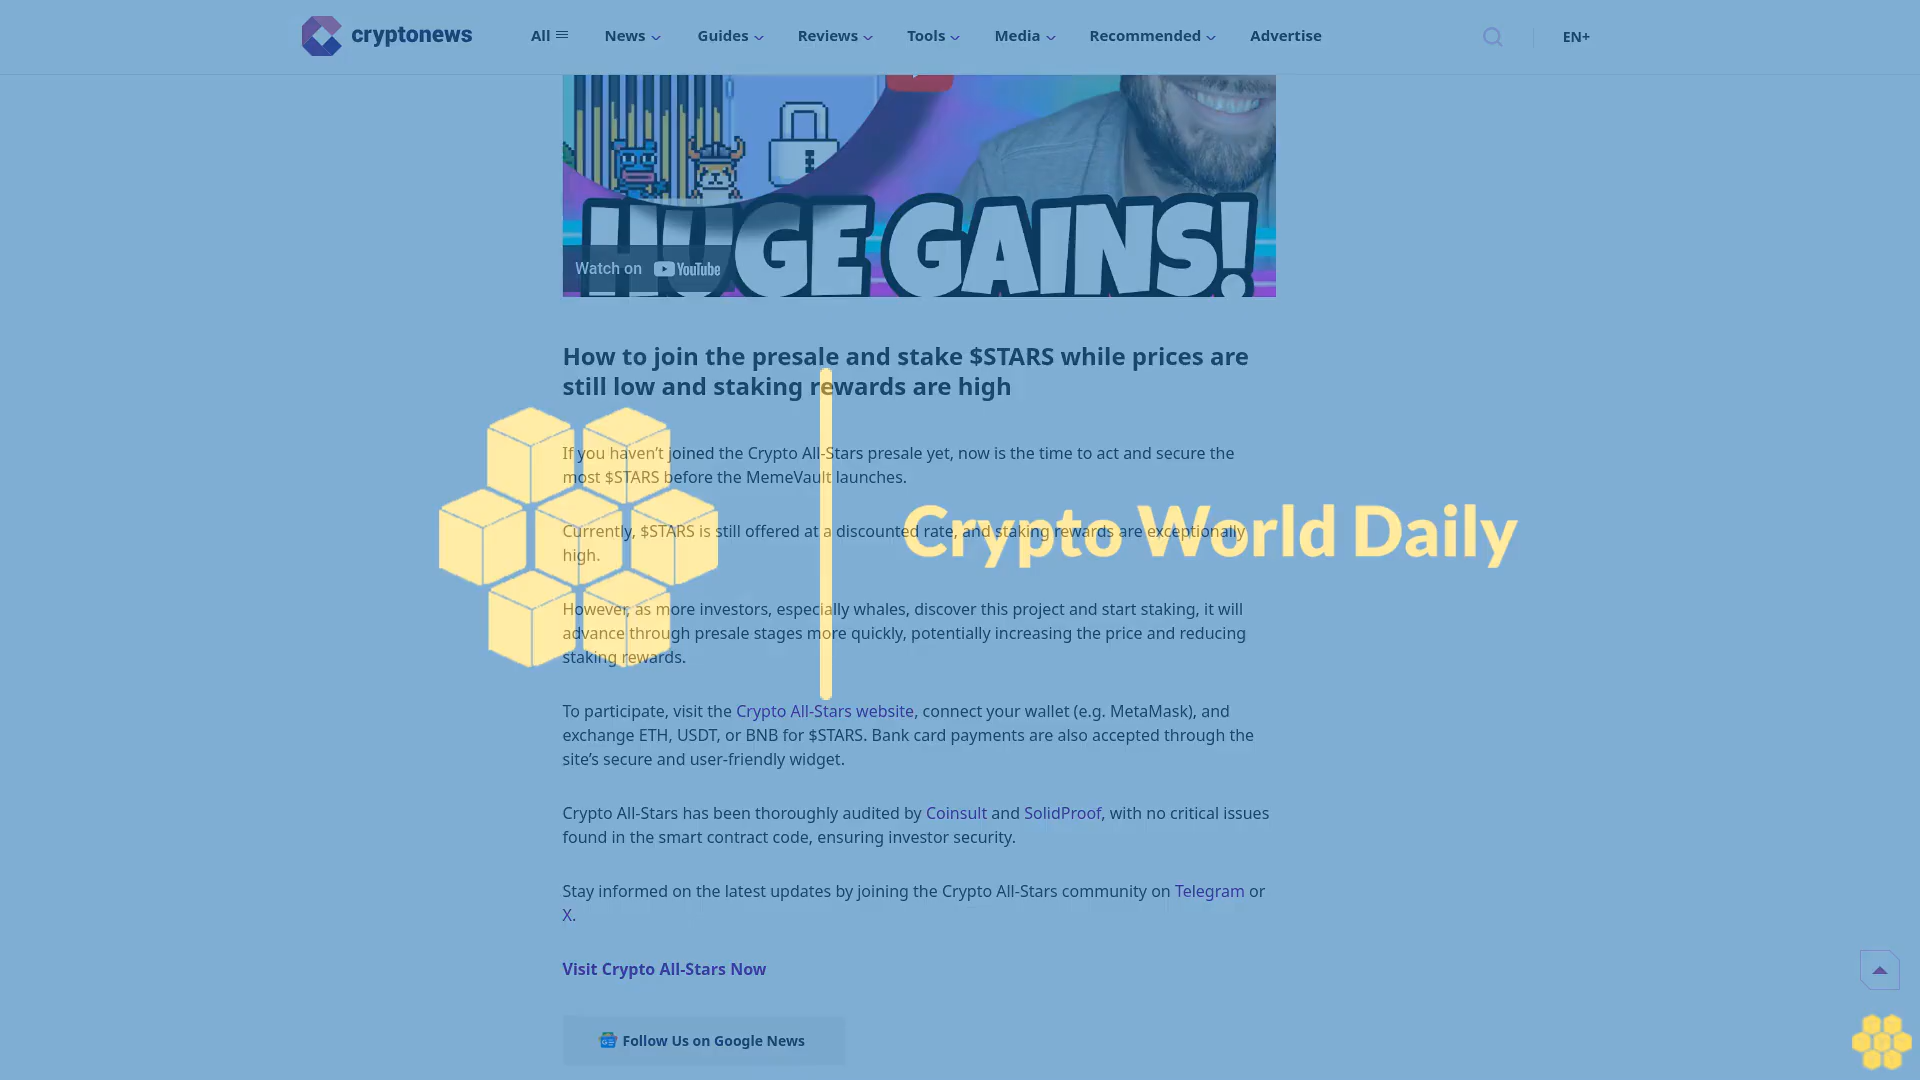 cryptonews
All
News
Guides
Reviews
Tools
Media
Recommended
Advertise
EN+
HUGE GAINS!
Watch on YouTube
How to join the presale and stake $STARS while prices are
still low and staking rewards are high
If you haven’t joined the Crypto All-Stars presale yet, now is the time to act and secure the
most $STARS before the MemeVault launches.
Currently, $STARS is still offered at a discounted rate, and staking rewards are exceptionally
high.
Crypto World Daily
However, as more investors, especially whales, discover this project and start staking, it will
advance through presale stages more quickly, potentially increasing the price and reducing
staking rewards.
To participate, visit the Crypto All-Stars website, connect your wallet (e.g. MetaMask), and
exchange ETH, USDT, or BNB for $STARS. Bank card payments are also accepted through the
site’s secure and user-friendly widget.
Crypto All-Stars has been thoroughly audited by Coinsult and SolidProof, with no critical issues
found in the smart contract code, ensuring investor security.
Stay informed on the latest updates by joining the Crypto All-Stars community on Telegram or
X.
Visit Crypto All-Stars Now
Follow Us on Google News